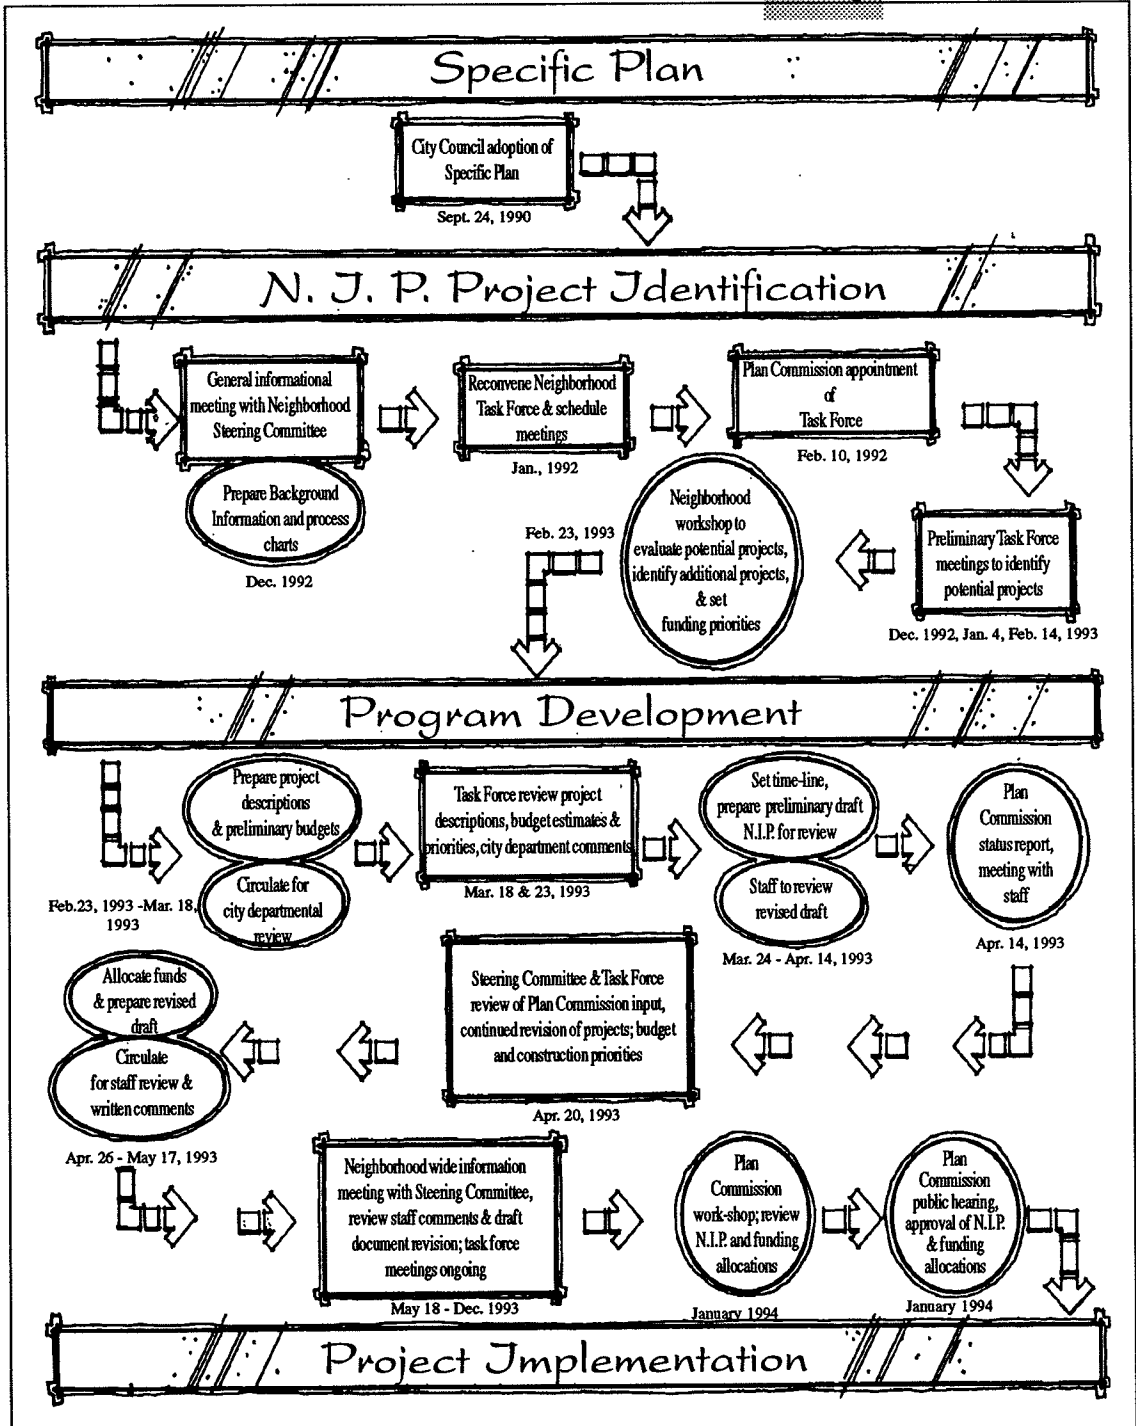 Specific Plan
City Council adoption of
Specific Plan
Sept. 24, 1990
N. I. P. Project Identification
General informational
meeting with Neighborhood
Steering Committee
Prepare Background
Information and process
charts
Dec. 1992
Reconvene Neighborhood
Task Force & schedule
meetings
Jan., 1992
Plan Commission appointment
of
Task Force
Feb. 10, 1992
Preliminary Task Force
meetings to identify
potential projects
Dec. 1992, Jan. 4, Feb. 14, 1993
Neighborhood
workshop to
evaluate potential projects,
identify additional projects,
& set
funding priorities
Feb. 23, 1993
Program Development
Prepare project
descriptions
& preliminary budgets
Circulate for
city departmental
review
Feb.23, 1993 -Mar. 18,
1993
Task Force review project
descriptions, budget estimates &
priorities, city department comments
Mar. 18 & 23, 1993
Set time-line,
prepare preliminary draft
N.I.P. for review
Staff to review
revised draft
Mar. 24 - Apr. 14, 1993
Plan
Commission
status report,
meeting with
staff
Apr. 14, 1993
Steering Committee & Task Force
review of Plan Commission input,
continued revision of projects; budget
and construction priorities
Apr. 20, 1993
Allocate funds
& prepare revised
draft
Circulate
for staff review &
written comments
Apr. 26 - May 17, 1993
Neighborhood wide information
meeting with Steering Committee,
review staff comments & draft
document revision; task force
meetings ongoing
May 18 - Dec. 1993
Plan
Commission
work-shop; review
N.I.P. and funding
allocations
January 1994
Plan
Commission
public hearing,
approval of N.I.P.
& funding
allocations
January 1994
Project Implementation